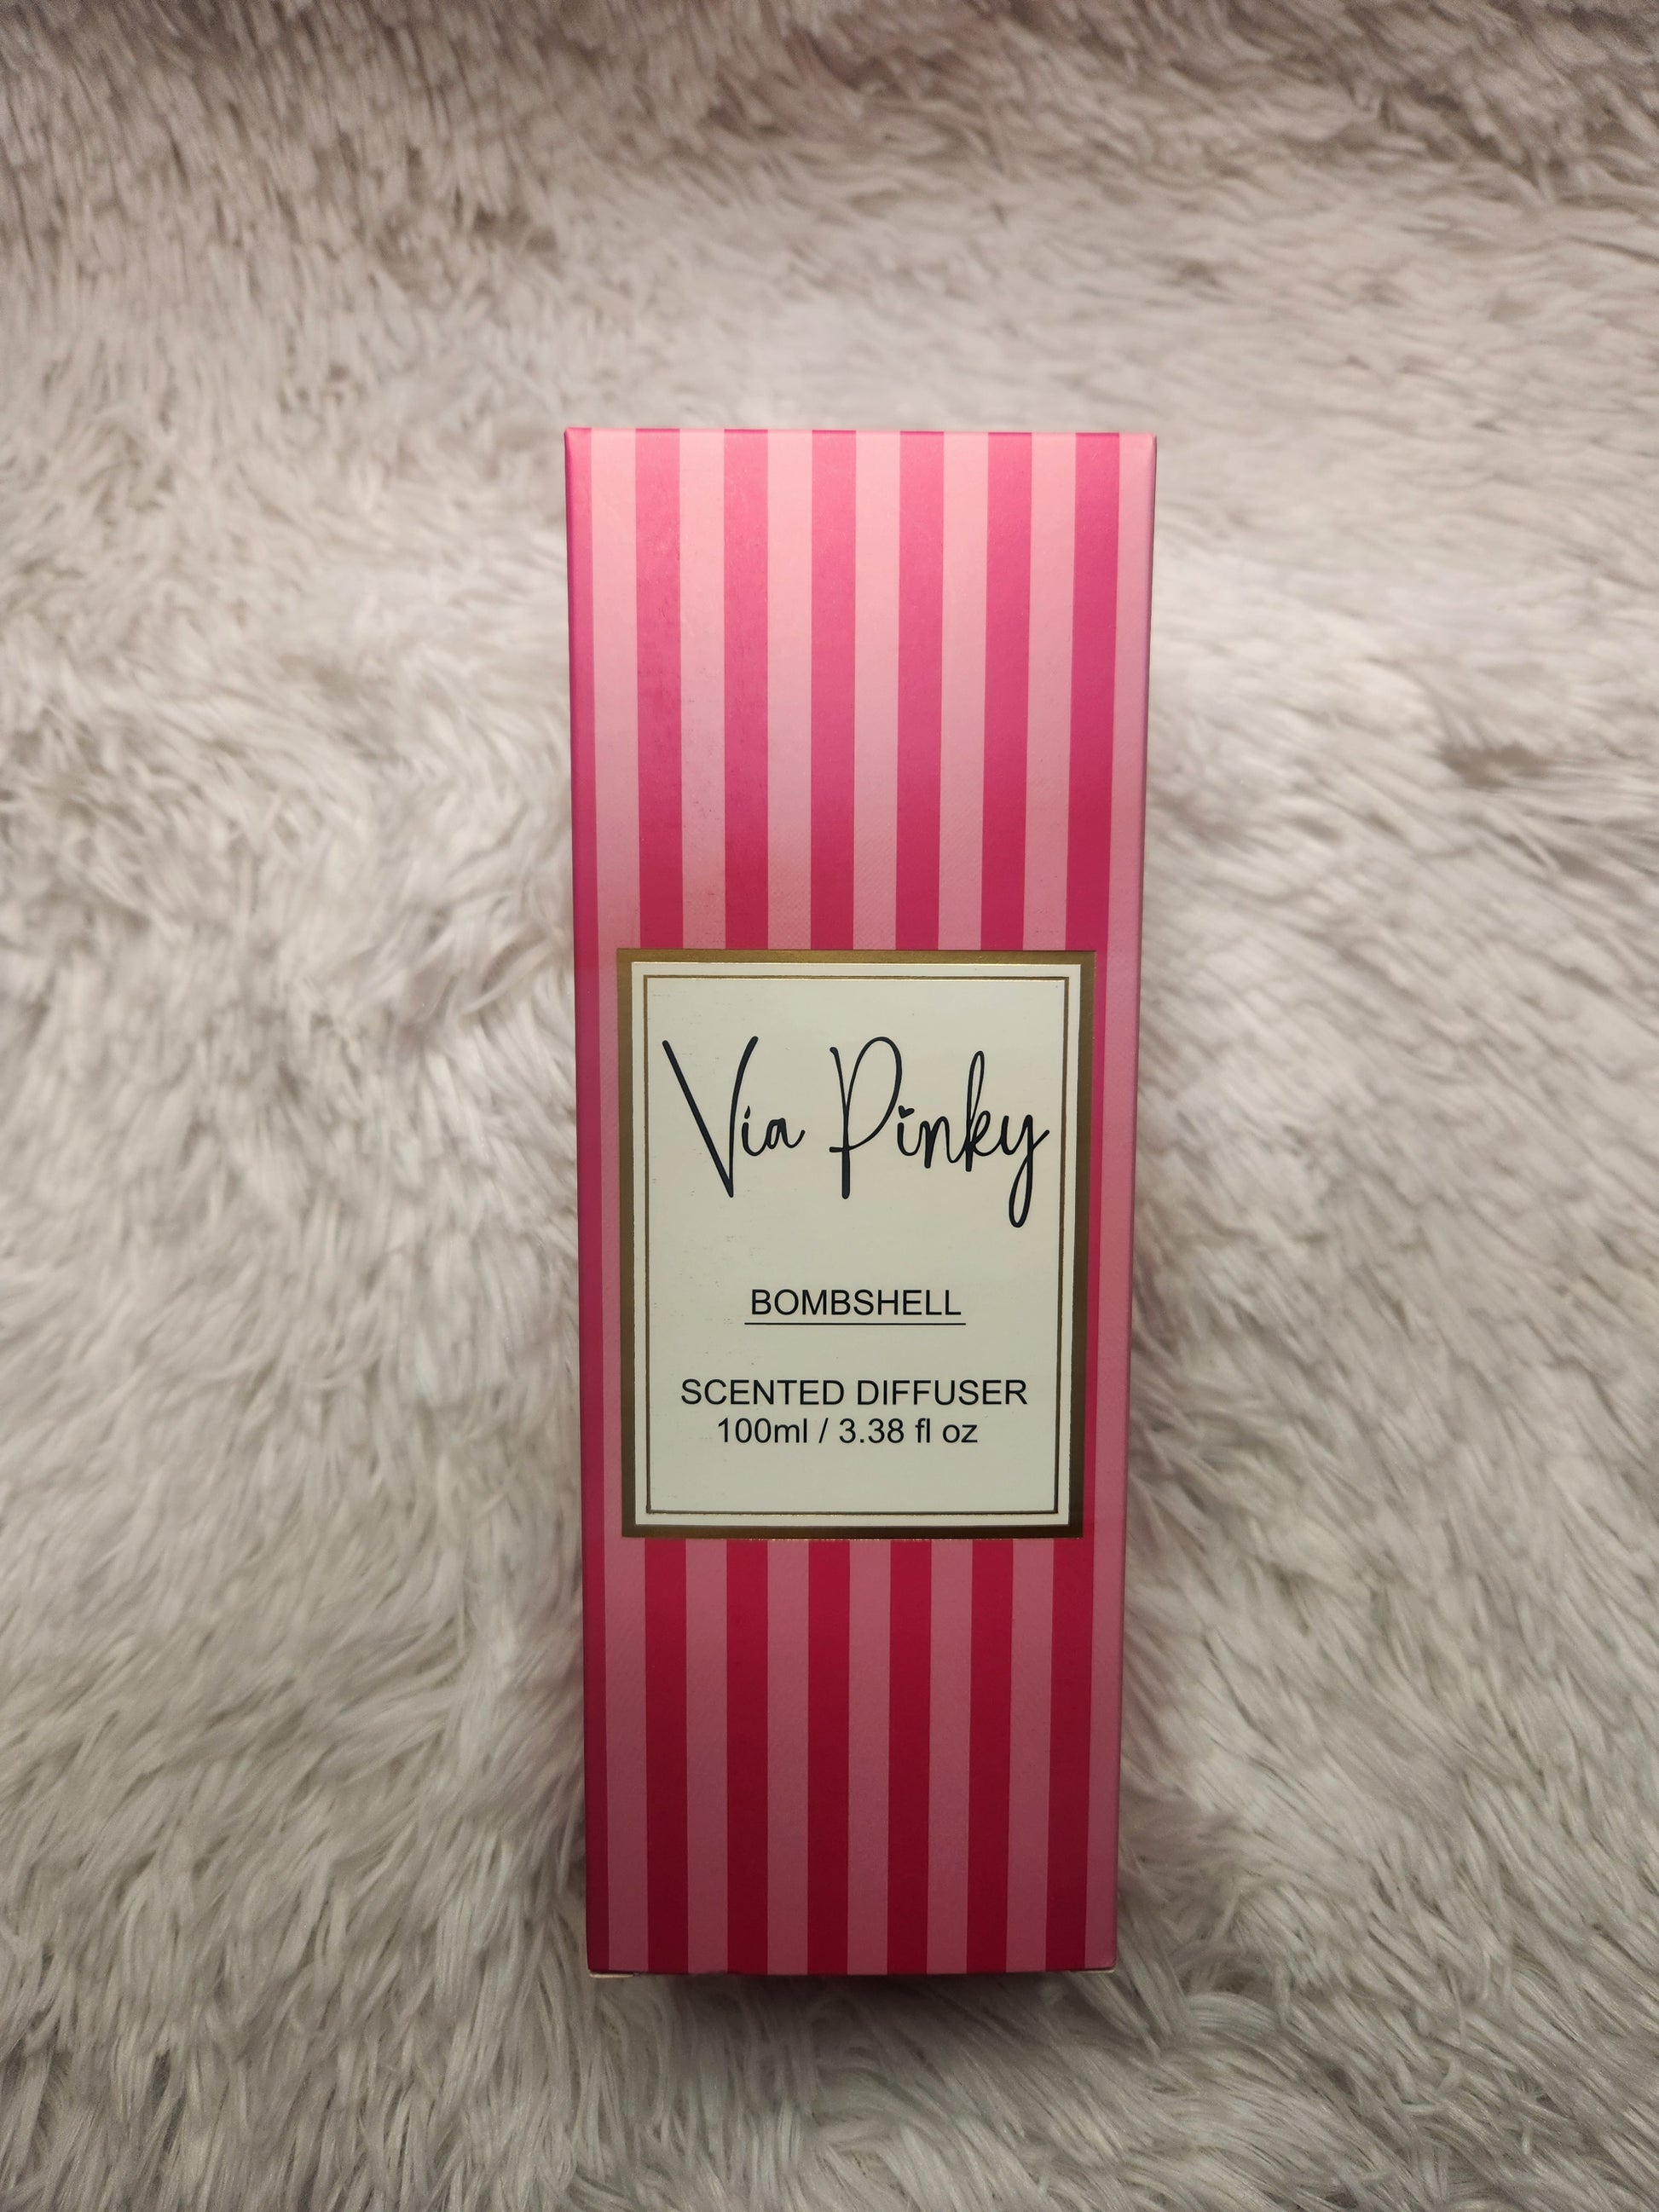 Via Pinky
BOMBSHELL
SCENTED DIFFUSER
100ml / 3.38 fl oz